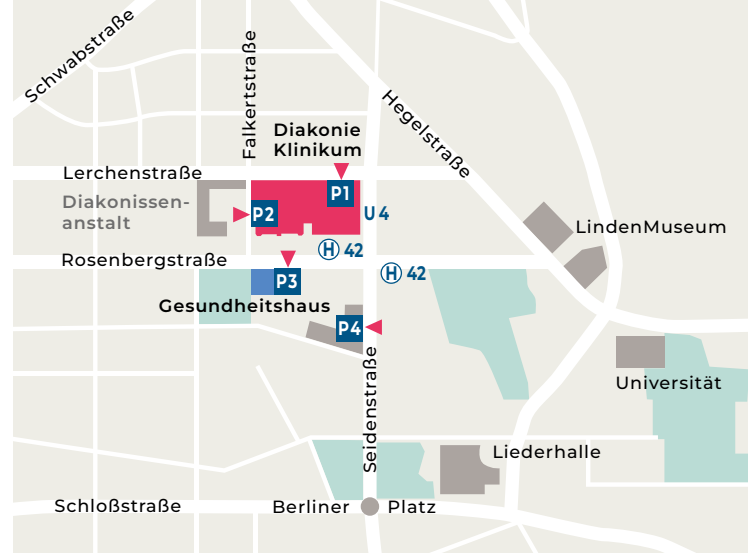 Schwabstraße
Falkertstraße
Hegelstraße
Diakonie
Klinikum
Lerchenstraße
P1
Diakonissen-
anstalt
P2
U 4
LindenMuseum
H 42
Rosenbergstraße
H 42
P3
Gesundheitshaus
P4
Seidenstraße
Universität
Liederhalle
Schloßstraße
Berliner Platz